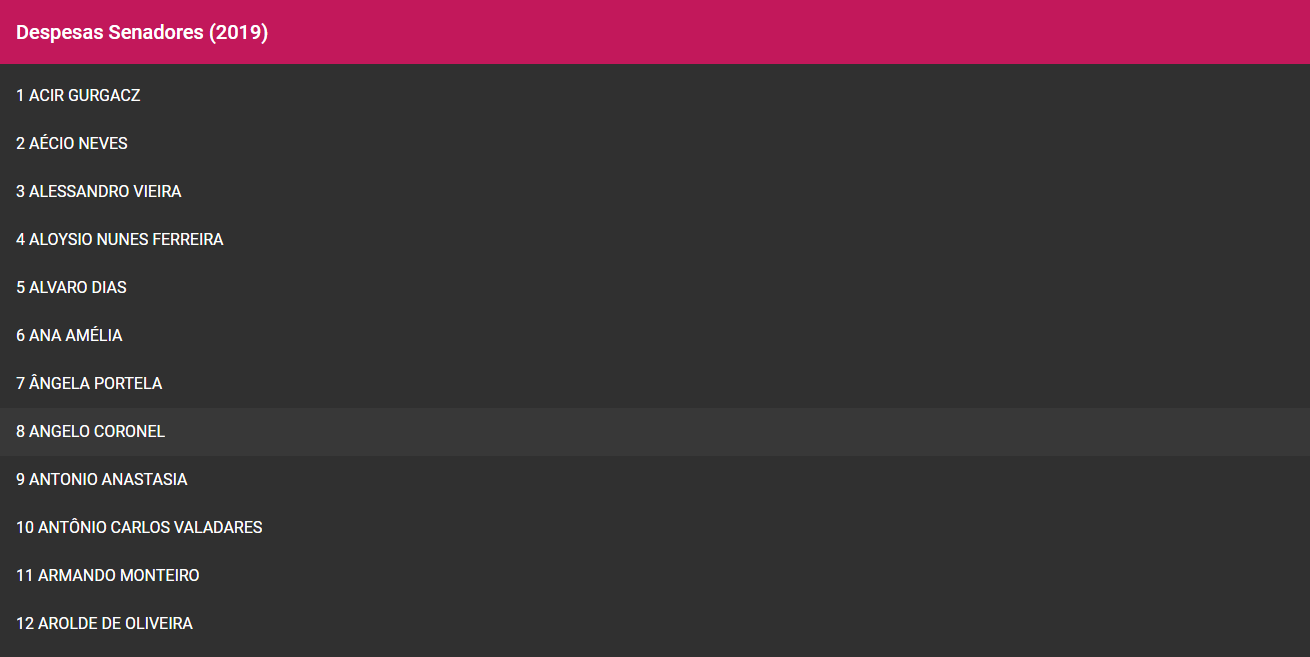 Despesas Senadores (2019)
1 ACIR GURGACZ
2 AÉCIO NEVES
3 ALESSANDRO VIEIRA
4 ALOYSIO NUNES FERREIRA
5 ALVARO DIAS
6 ANA AMÉLIA
7 ÂNGELA PORTELA
8 ANGELO CORONEL
9 ANTONIO ANASTASIA
10 ANTÔNIO CARLOS VALADARES
11 ARMANDO MONTEIRO
12 AROLDE DE OLIVEIRA